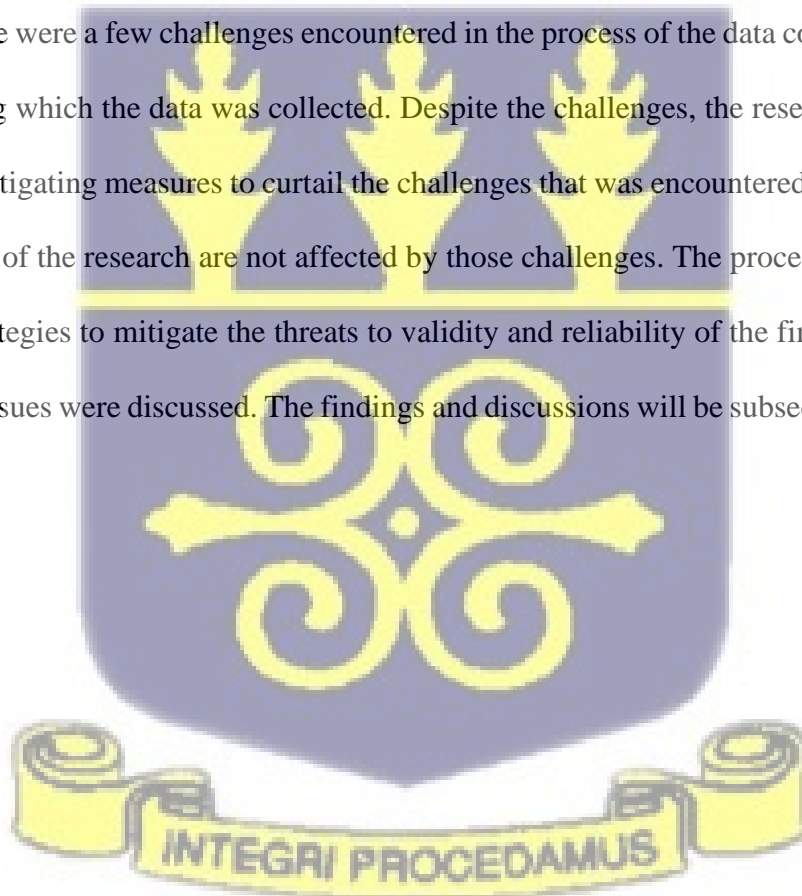 e were a few challenges encountered in the process of the data co
g which the data was collected. Despite the challenges, the rese
tigating measures to curtail the challenges that was encountered
of the research are not affected by those challenges. The proce
tegies to mitigate the threats to validity and reliability of the fin
sues were discussed. The findings and discussions will be subse
INTEGRI PROCEDAMUS